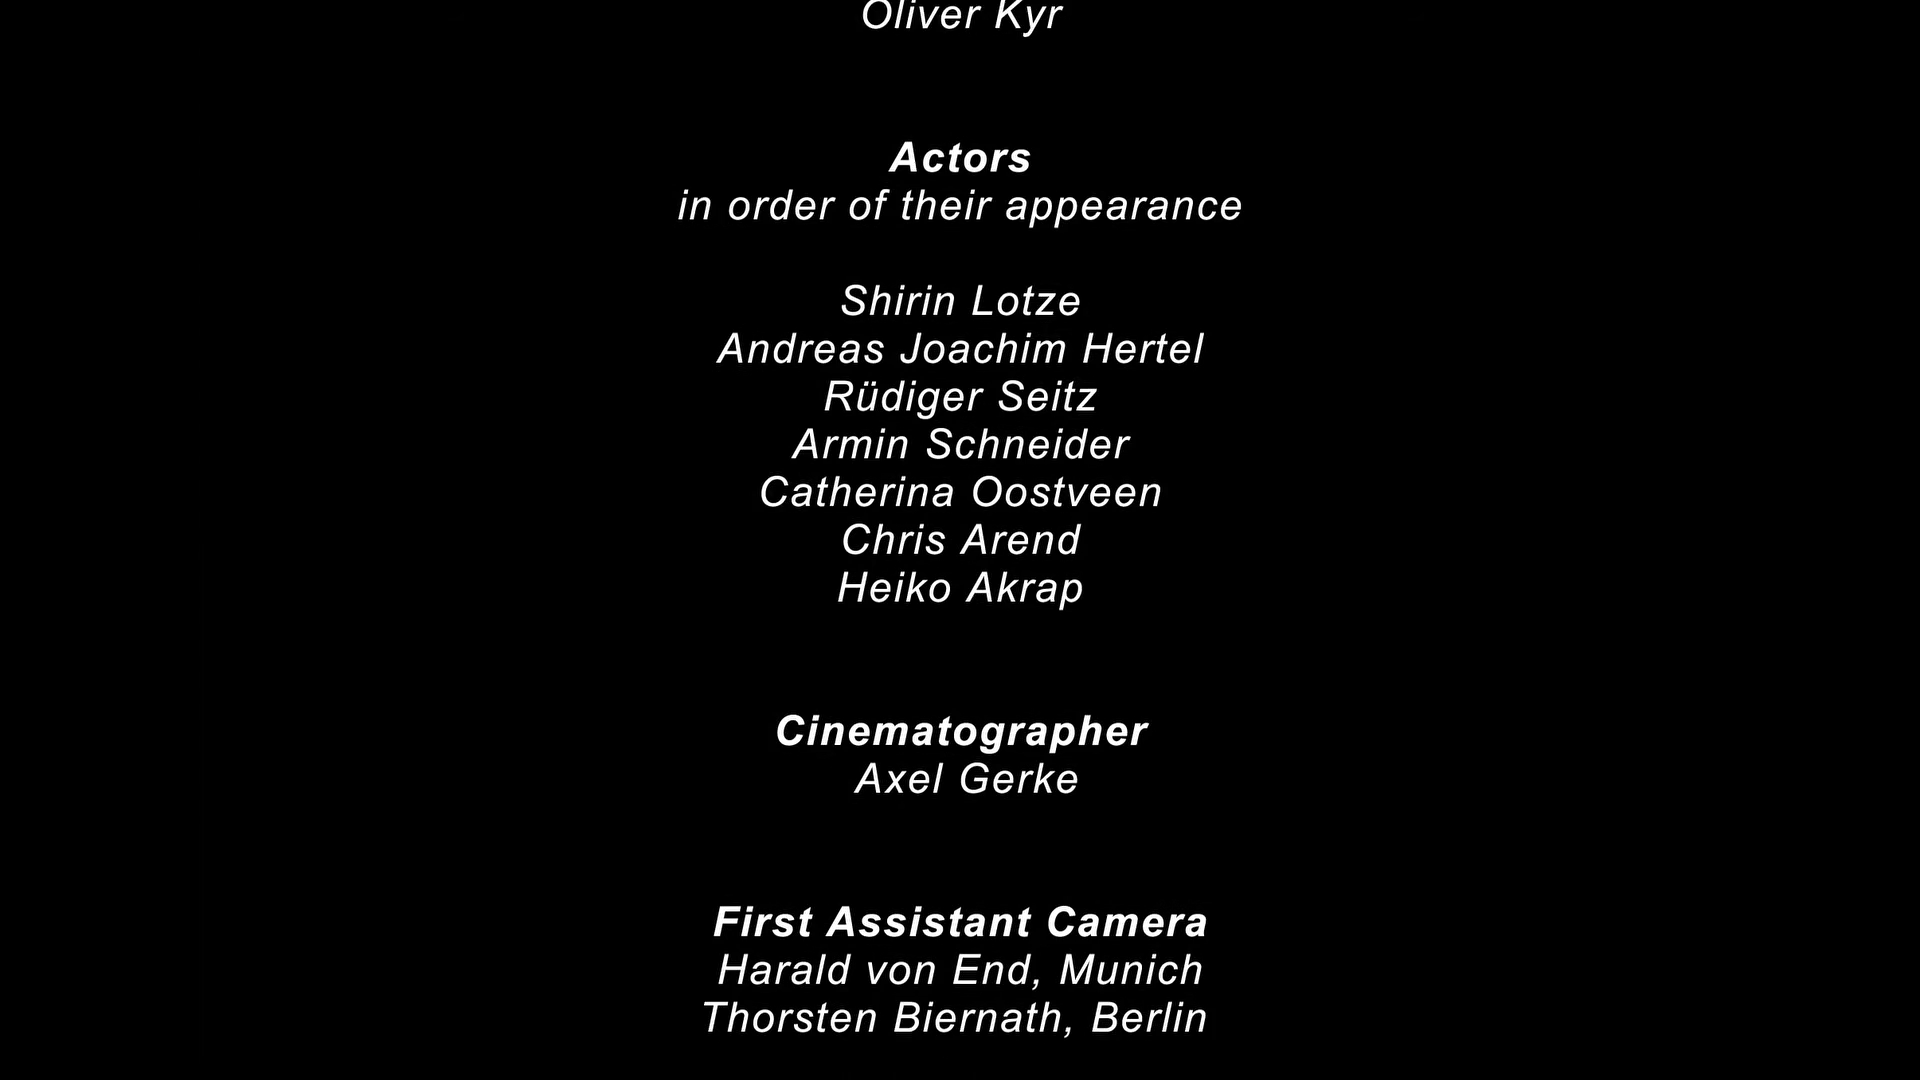 Oliver Kyr
Actors
in order of their appearance
Shirin Lotze
Andreas Joachim Hertel
Rüdiger Seitz
Armin Schneider
Catherina Oostveen
Chris Arend
Heiko Akrap
Cinematographer
Axel Gerke
First Assistant Camera
Harald von End, Munich
Thorsten Biernath, Berlin